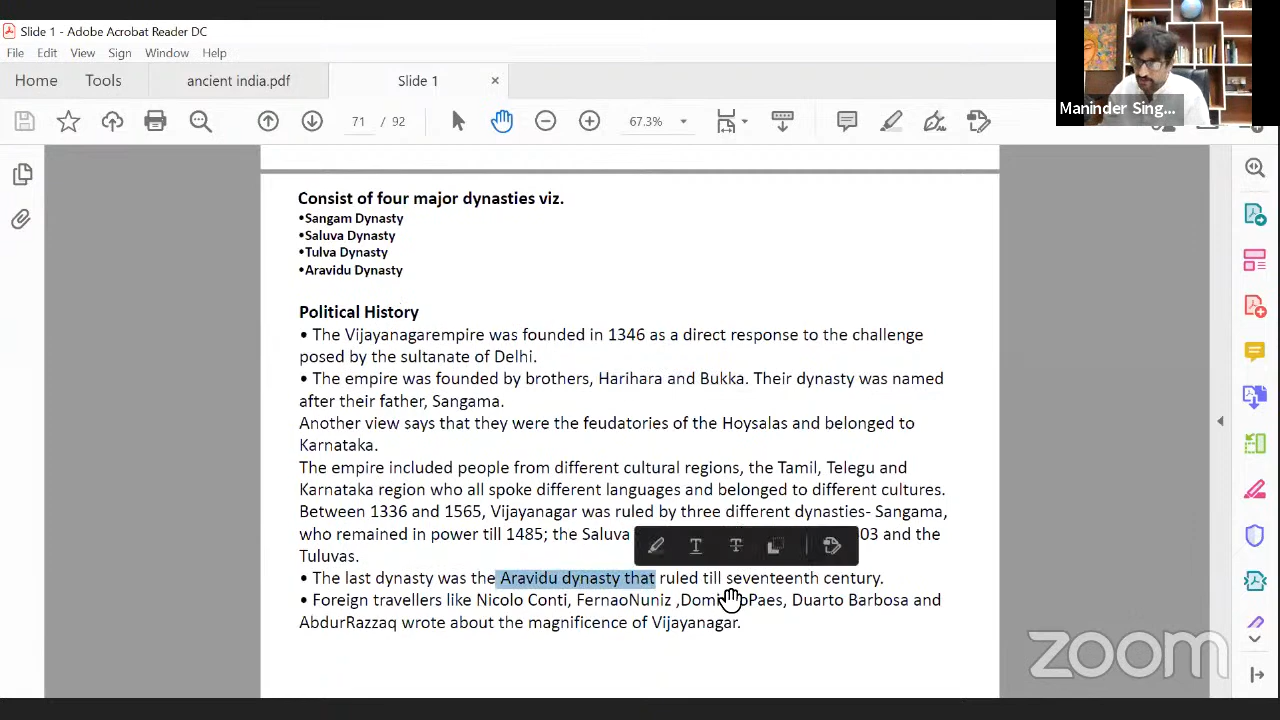 Slide 1 - Adobe Acrobat Reader DC
File Edit View Sign Window Help
Home Tools ancient india.pdf Slide 1 ×
71 / 92 67.3%
Maninder Sing...
Consist of four major dynasties viz.
•Sangam Dynasty
•Saluva Dynasty
•Tulva Dynasty
•Aravidu Dynasty
Political History
• The Vijayanagarempire was founded in 1346 as a direct response to the challenge
posed by the sultanate of Delhi.
• The empire was founded by brothers, Harihara and Bukka. Their dynasty was named
after their father, Sangama.
Another view says that they were the feudatories of the Hoysalas and belonged to
Karnataka.
The empire included people from different cultural regions, the Tamil, Telegu and
Karnataka region who all spoke different languages and belonged to different cultures.
Between 1336 and 1565, Vijayanagar was ruled by three different dynasties- Sangama,
who remained in power till 1485; the Saluva 03 and the
Tuluvas.
• The last dynasty was the Aravidu dynasty that ruled till seventeenth century.
• Foreign travellers like Nicolo Conti, FernaoNuniz , Duarto Barbosa and
AbdurRazzaq wrote about the magnificence of Vijayanagar.
zoom